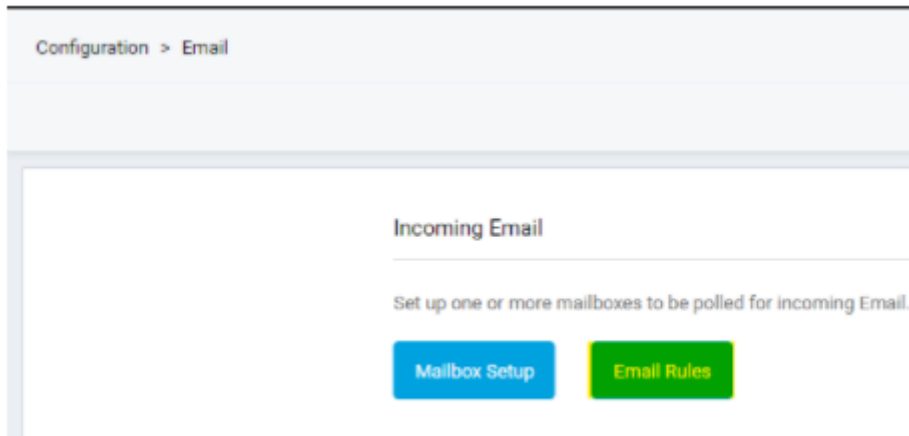 Configuration > Email
Incoming Email
Set up one or more mailboxes to be polled for incoming Email.
Mailbox Setup Email Rules